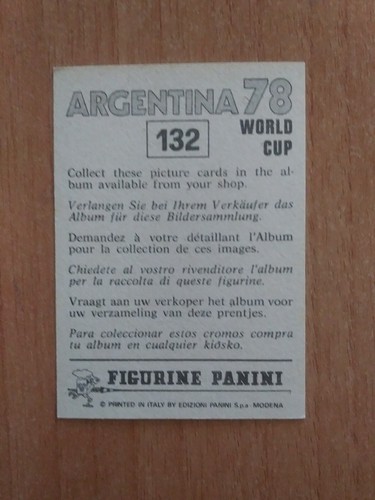 ARGENTINA 78
132
WORLD
CUP
Collect these picture cards in the al-
bum available from your shop.
Verlangen Sie bei Ihrem Verkäufer das
Album für diese Bildersammlung.
Demandez à votre détaillant l'Album
pour la collection de ces images.
Chiedete al vostro rivenditore l'album
per la raccolta di queste figurine.
Vraagt aan uw verkoper het album voor
uw verzameling van deze prentjes.
Para coleccionar estos cromos compra
tu album en cualquier kiósko.
FIGURINE PANINI
© PRINTED IN ITALY BY EDIZIONI PANINI S.p.a - MODENA